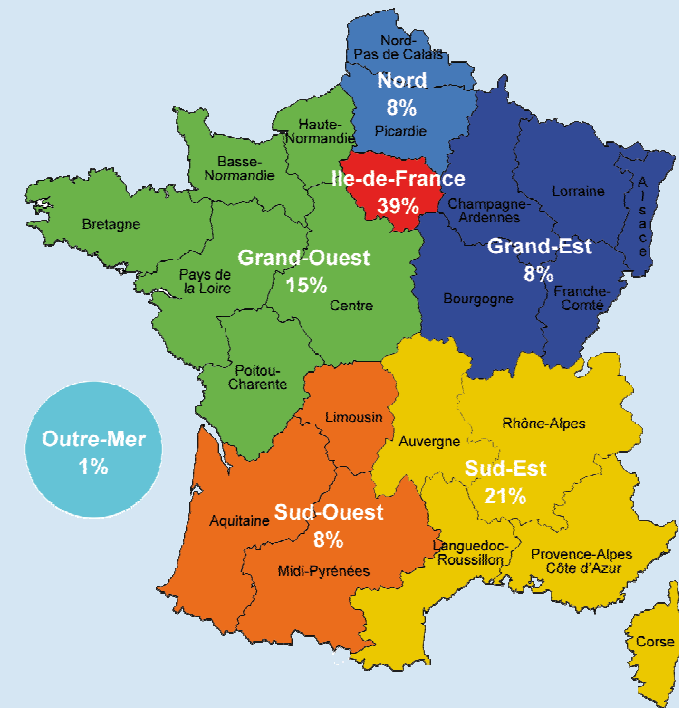 Nord-
Pas de Calais
Nord
8%
Picardie
Haute-
Normandie
Basse-
Normandie
Ile-de-France
39%
Champagne-
Ardennes
Lorraine
Alsace
Bretagne
Grand-Ouest
15%
Pays de
la Loire
Centre
Grand-Est
8%
Bourgogne
Franche-
Comté
Poitou-
Charente
Limousin
Auvergne
Rhône-Alpes
Outre-Mer
1%
Sud-Est
21%
Aquitaine
Sud-Ouest
8%
Midi-Pyrénées
Languedoc-
Roussillon
Provence-Alpes
Côte d'Azur
Corse